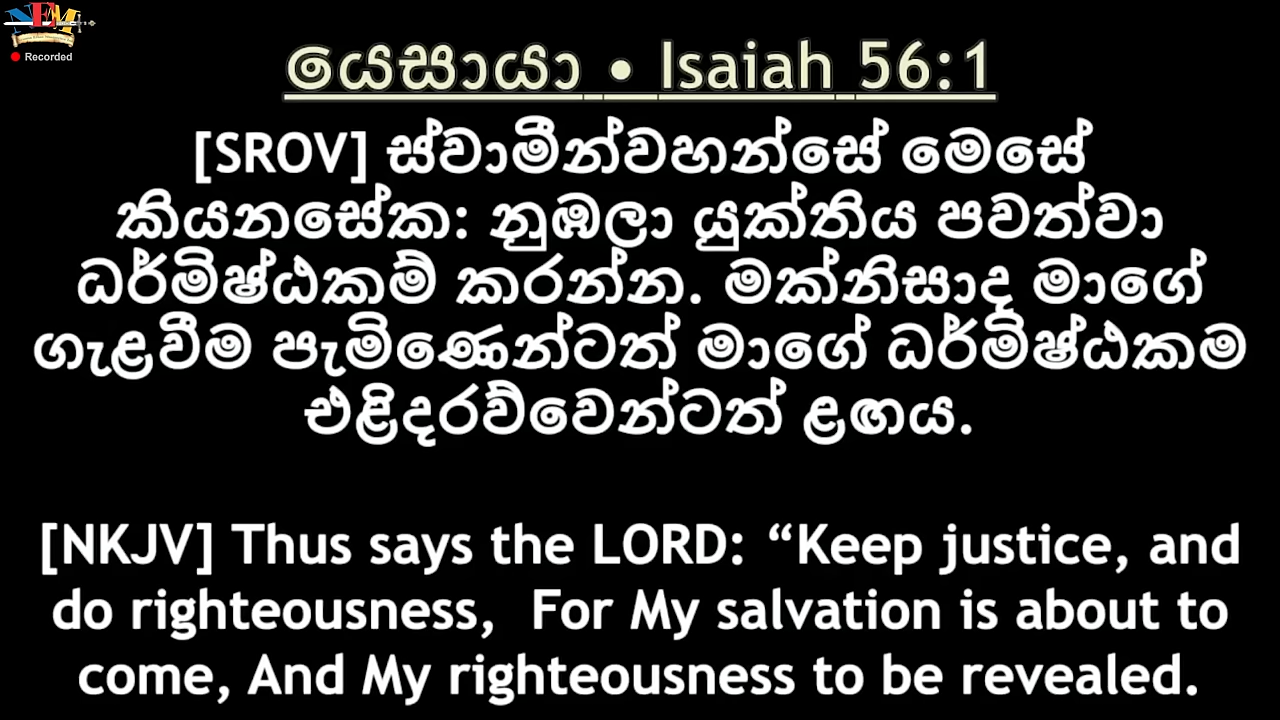 NEM
Recorded
යෙසායා • Isaiah 56:1
[SROV] ස්වාමීන්වහන්සේ මෙසේ
කියනසේක: නුඹලා යුක්තිය පවත්වා
ධර්මිෂ්ඨකම් කරන්න. මක්නිසාද මාගේ
ගැළවීම පැමිණෙන්ටත් මාගේ ධර්මිෂ්ඨකම
එළිදරව්වෙන්ටත් ළඟය.
[NKJV] Thus says the LORD: “Keep justice, and
do righteousness,  For My salvation is about to
come, And My righteousness to be revealed.